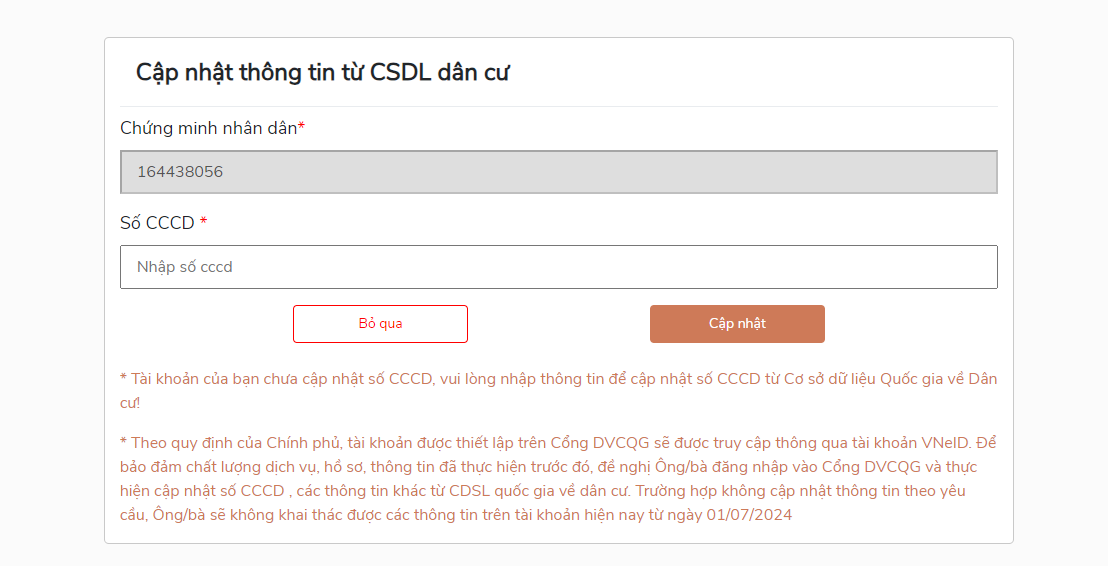 Cập nhật thông tin từ CSDL dân cư
Chứng minh nhân dân*
164438056
Số CCCD *
Nhập số cccd
Bỏ qua
Cập nhật
* Tài khoản của bạn chưa cập nhật số CCCD, vui lòng nhập thông tin để cập nhật số CCCD từ Cơ sở dữ liệu Quốc gia về Dân
cư!
* Theo quy định của Chính phủ, tài khoản được thiết lập trên Cổng DVCQG sẽ được truy cập thông qua tài khoản VNeID. Để
bảo đảm chất lượng dịch vụ, hồ sơ, thông tin đã thực hiện trước đó, đề nghị Ông/bà đăng nhập vào Cổng DVCQG và thực
hiện cập nhật số CCCD , các thông tin khác từ CDSL quốc gia về dân cư. Trường hợp không cập nhật thông tin theo yêu
cầu, Ông/bà sẽ không khai thác được các thông tin trên tài khoản hiện nay từ ngày 01/07/2024